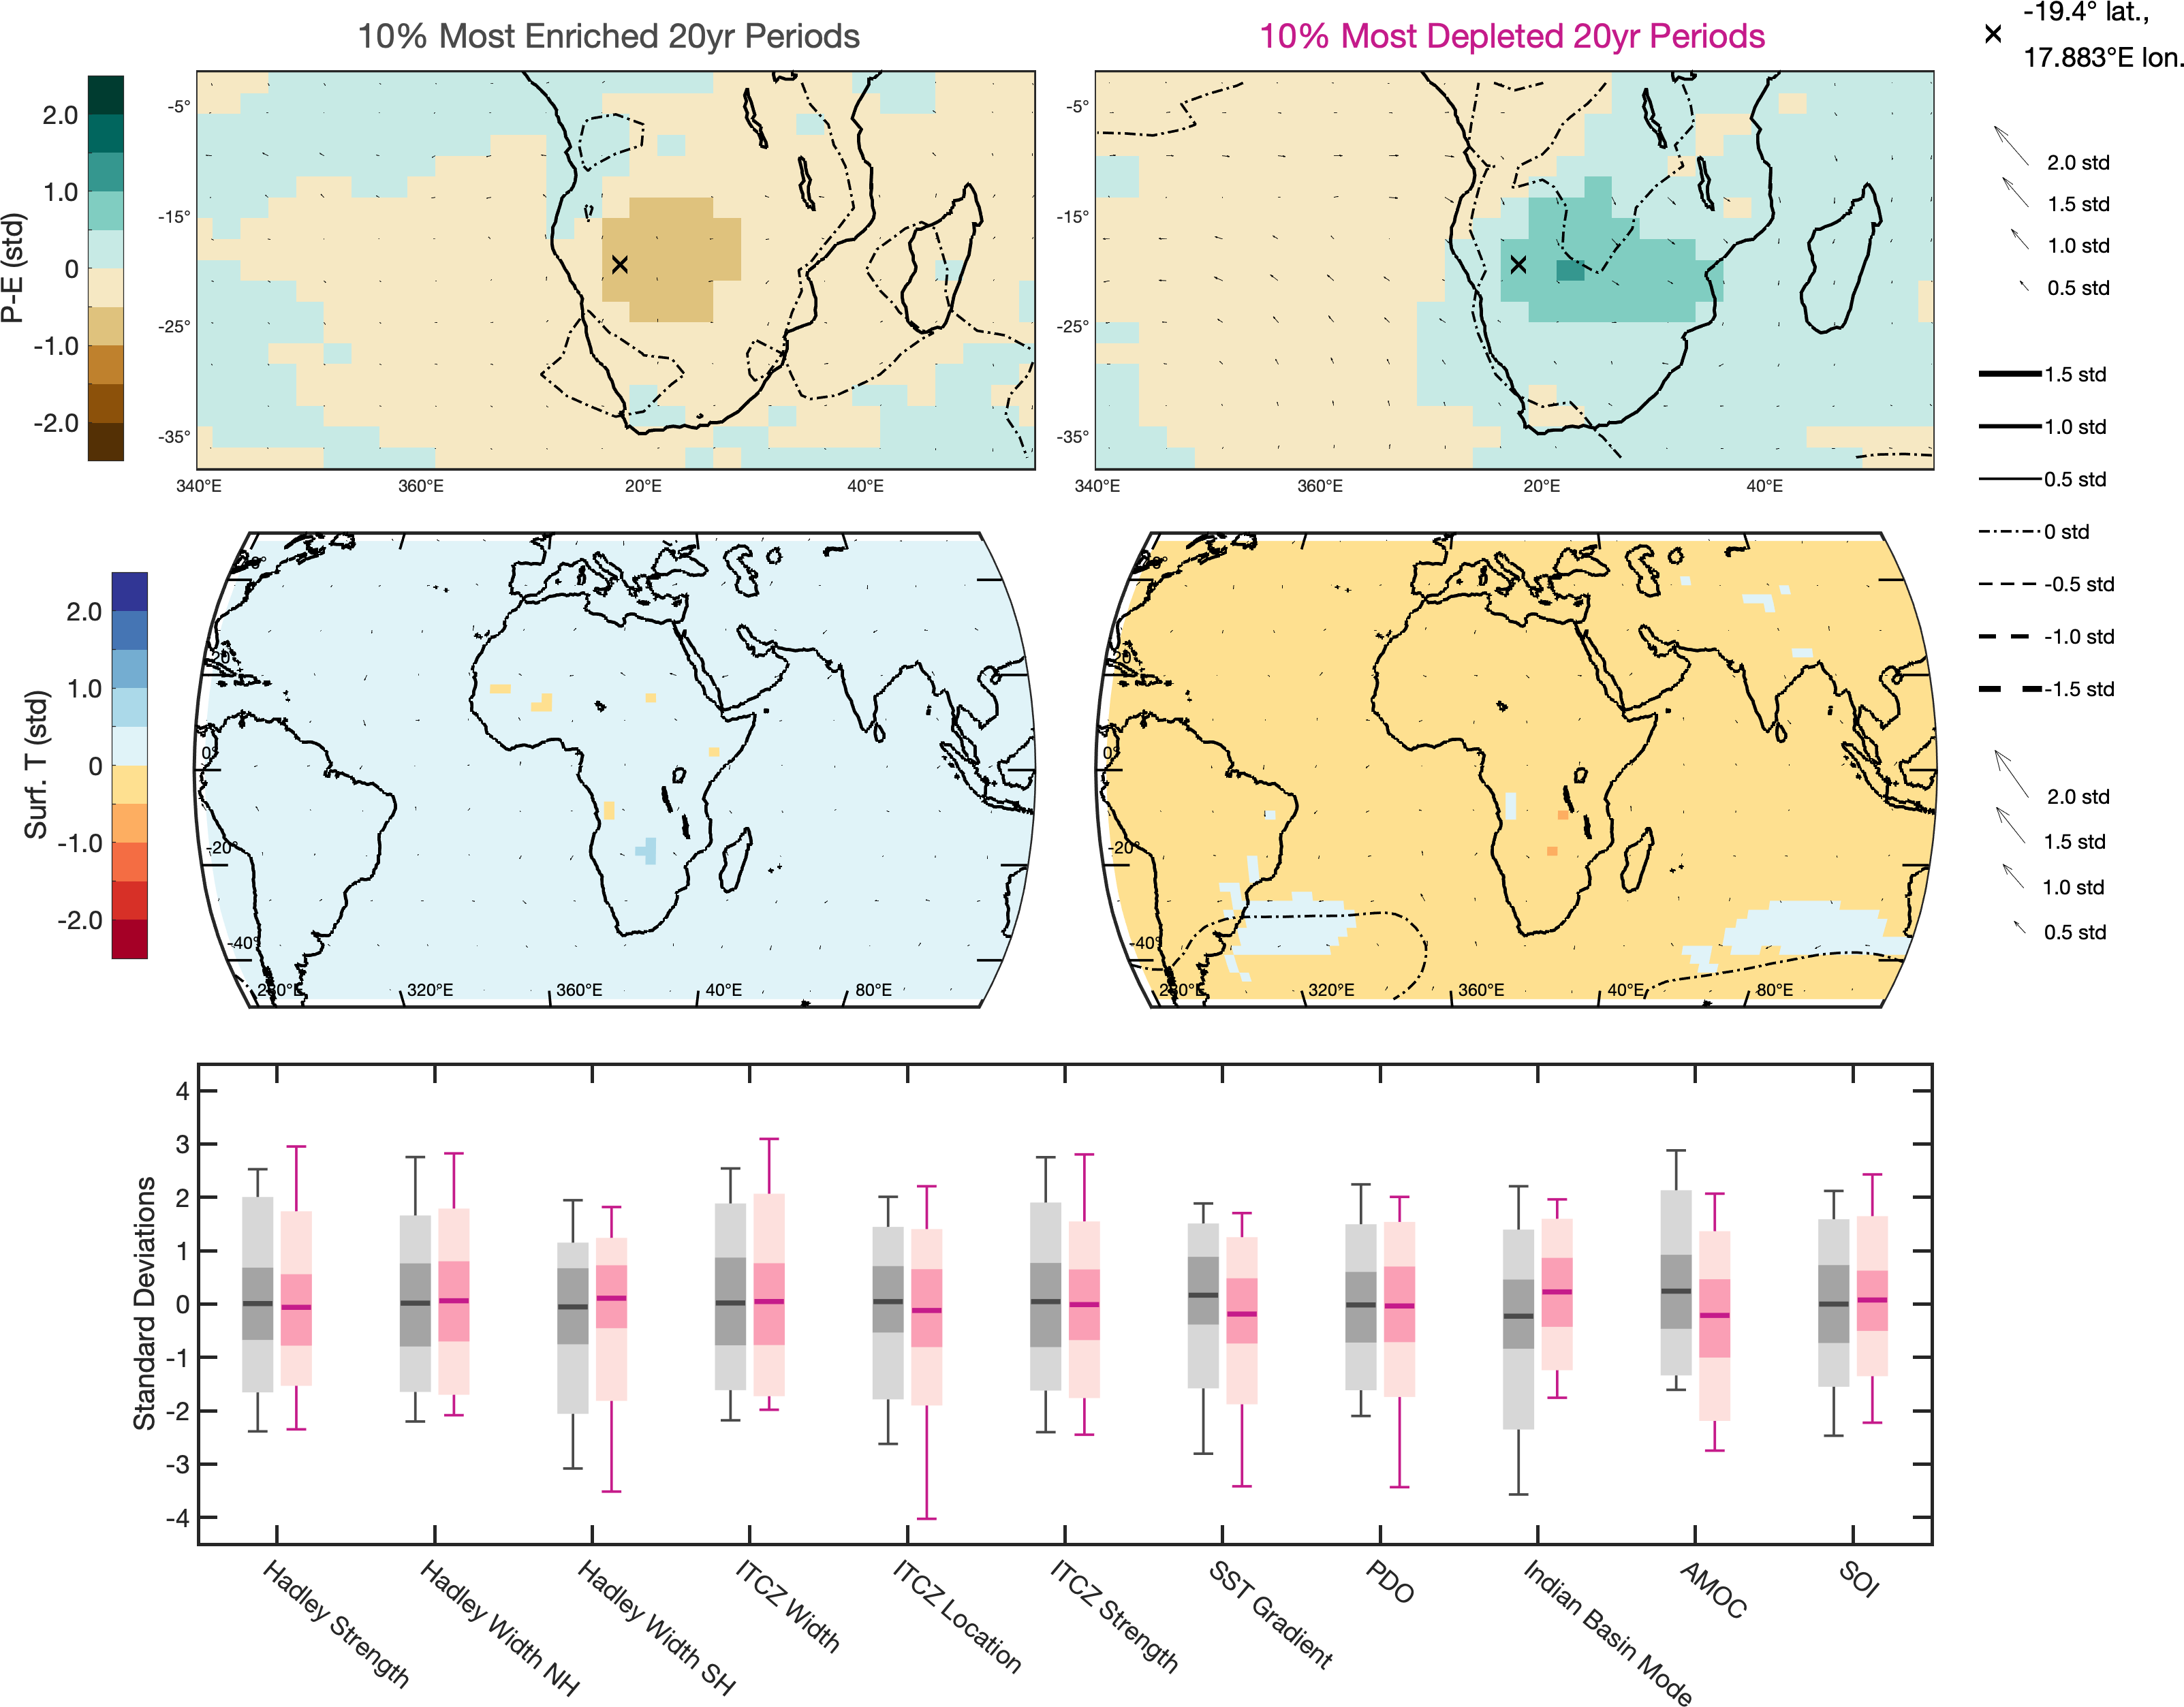 10% Most Enriched 20yr Periods
10% Most Depleted 20yr Periods
-19.4° lat.,
17.883°E lon.
P-E (std)
2.0
1.0
0
-1.0
-2.0
-5°
-15°
-25°
-35°
340°E
360°E
20°E
40°E
-5°
-15°
-25°
-35°
340°E
360°E
20°E
40°E
2.0 std
1.5 std
1.0 std
0.5 std
1.5 std
1.0 std
0.5 std
0 std
-0.5 std
-1.0 std
-1.5 std
Surf. T (std)
2.0
1.0
0
-1.0
-2.0
20°
0°
-20°
-40°
280°E
320°E
360°E
40°E
80°E
20°
0°
-20°
-40°
280°E
320°E
360°E
40°E
80°E
2.0 std
1.5 std
1.0 std
0.5 std
Standard Deviations
4
3
2
1
0
-1
-2
-3
-4
Hadley Strength
Hadley Width NH
Hadley Width SH
ITCZ Width
ITCZ Location
ITCZ Strength
SST Gradient
PDO
Indian Basin Mode
AMOC
SOI